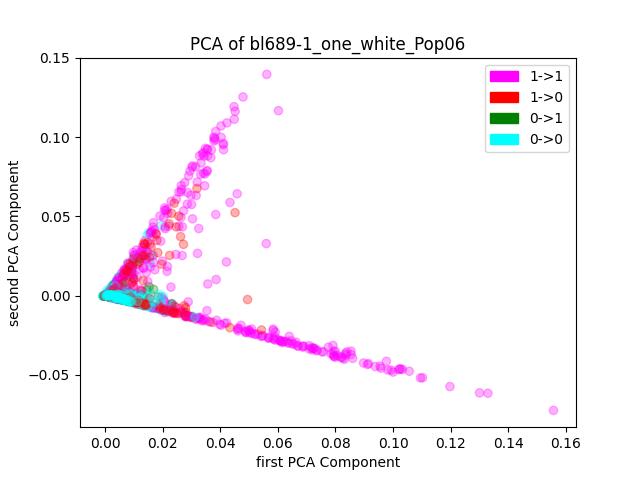 PCA of bl689-1_one_white_Pop06
0.15
0.10
0.05
0.00
−0.05
second PCA Component
1->1
1->0
0->1
0->0
0.00 0.02 0.04 0.06 0.08 0.10 0.12 0.14 0.16
first PCA Component